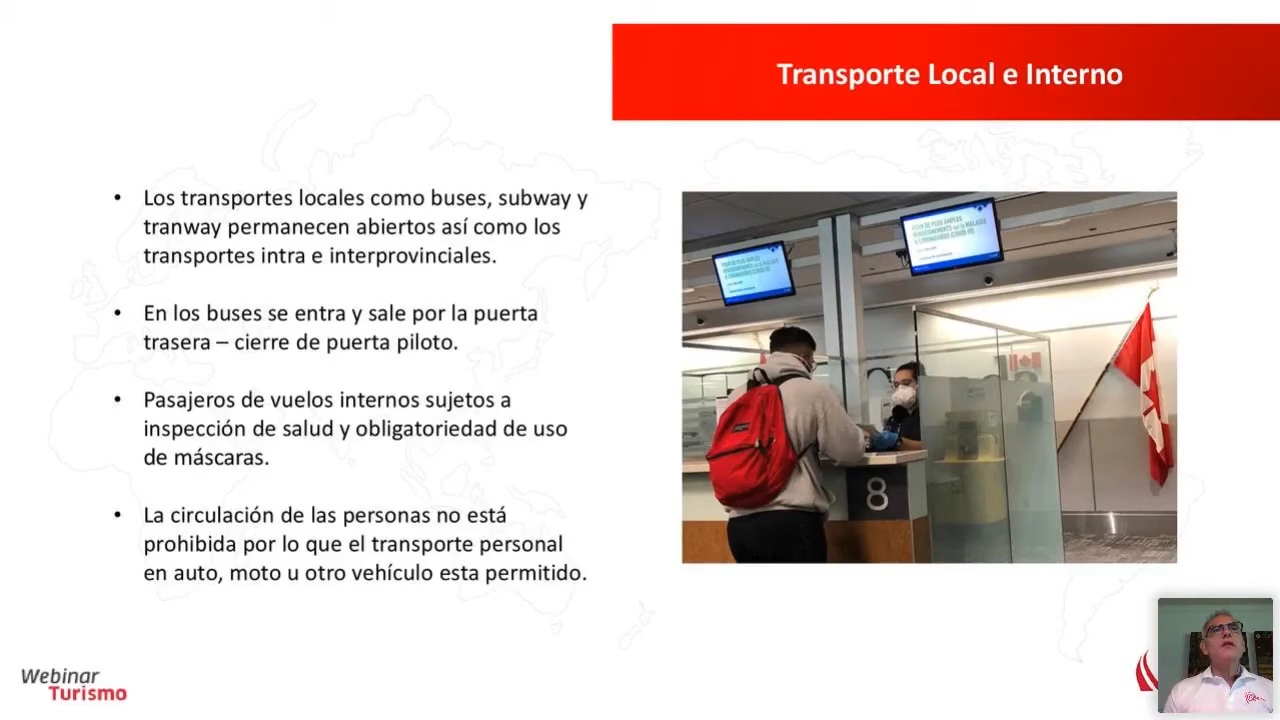 Transporte Local e Interno
• Los transportes locales como buses, subway y
tranway permanecen abiertos así como los
transportes intra e interprovinciales.
• En los buses se entra y sale por la puerta
trasera – cierre de puerta piloto.
• Pasajeros de vuelos internos sujetos a
inspección de salud y obligatoriedad de uso
de máscaras.
• La circulación de las personas no está
prohibida por lo que el transporte personal
en auto, moto u otro vehículo esta permitido.
8
Webinar
Turismo